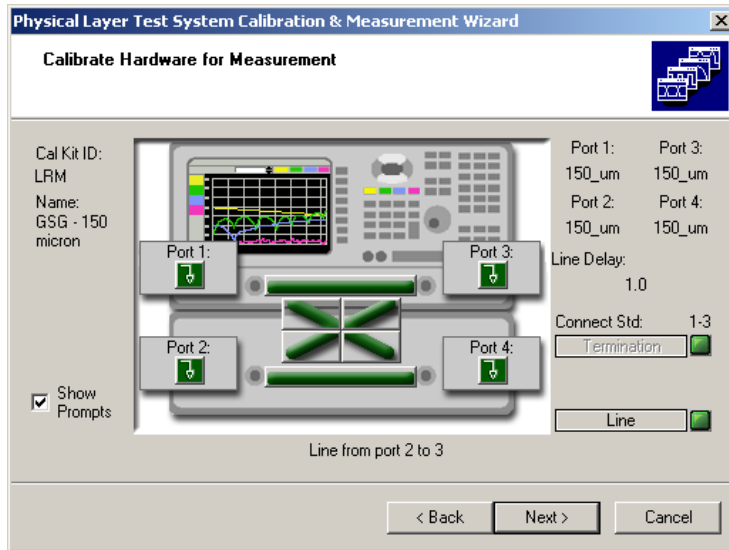 Physical Layer Test System Calibration & Measurement Wizard
Calibrate Hardware for Measurement
Cal Kit ID:
LRM
Name:
GSG - 150
micron
Port 1:
Port 3:
Port 2:
Port 4:
Port 1: Port 3:
150_um 150_um
Port 2: Port 4:
150_um 150_um
Line Delay:
1.0
Connect Std: 1-3
Termination
Line
Show
Prompts
Line from port 2 to 3
< Back
Next >
Cancel